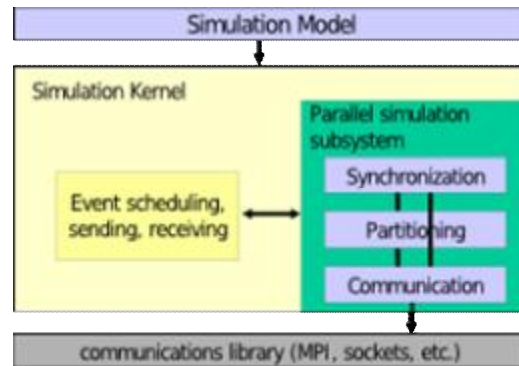 Simulation Model
Simulation Kernel
Parallel simulation
subsystem
Event scheduling,
sending, receiving
Synchronization
Partitioning
Communication
communications library (MPI, sockets, etc.)